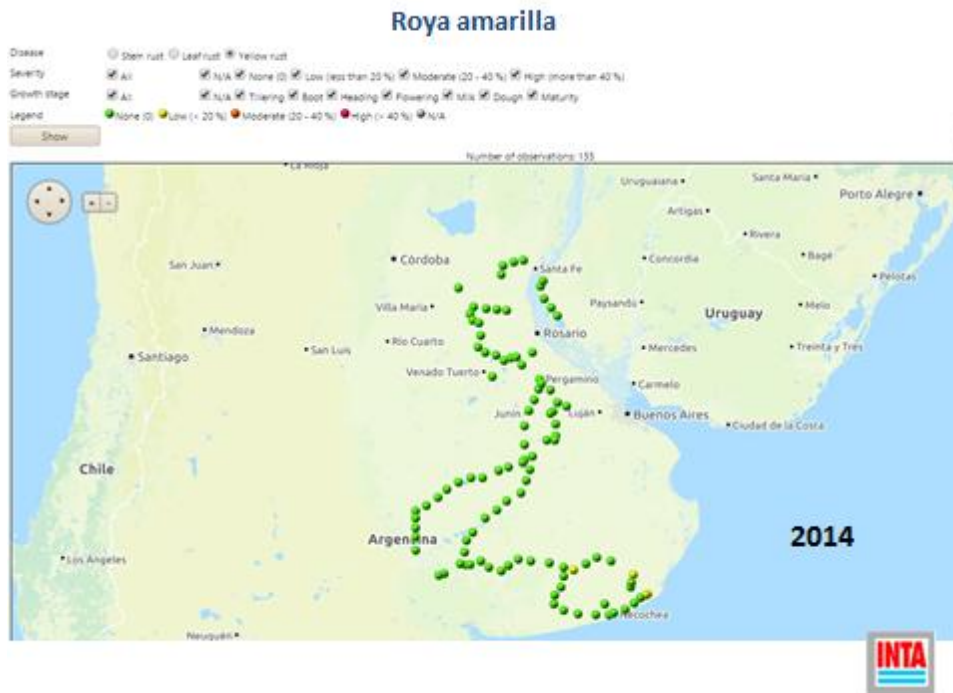 Roya amarilla
Disease Stem rust Leaf rust Yellow rust
Severity All N/A None (0) Low (less than 20 %) Moderate (20 - 40 %) High (more than 40 %)
Growth stage All N/A Tillering Boot Heading Flowering Milk Dough Maturity
Legend None (0) Low (< 20 %) Moderate (20 - 40 %) High (> 40 %) N/A
Show
Number of observations: 155
La Rioja
Uruguaiana
Santa Maria
Porto Alegre
Artigas
Rivera
San Juan
Córdoba
Santa Fe
Concordia
Bagé
Pelotas
Villa María
Paysandú
Uruguay
Melo
Mendoza
Rosario
Santiago
San Luis
Río Cuarto
Mercedes
Treinta y Tres
Venado Tuerto
Pergamino
Carmelo
Junín
Luján
Buenos Aires
Ciudad de la Costa
Chile
Argentina
2014
Los Angeles
Necochea
Neuquén
INTA